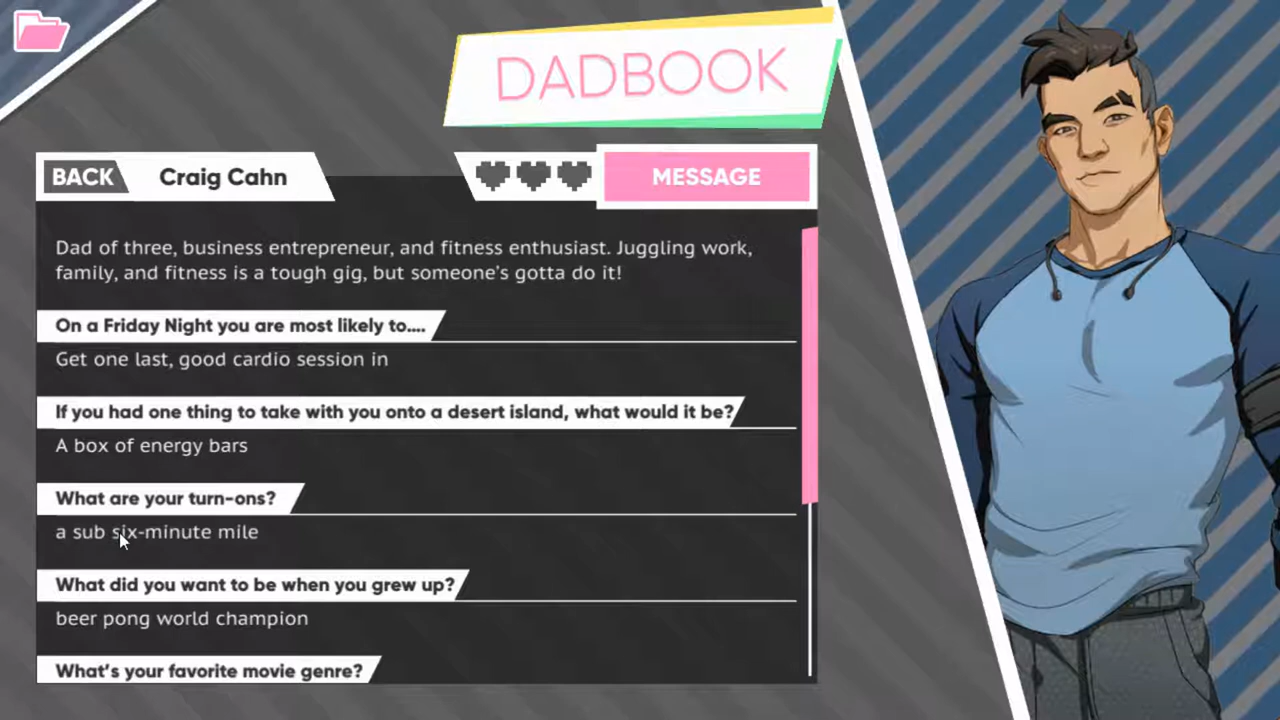 DADBOOK
BACK Craig Cahn MESSAGE
Dad of three, business entrepreneur, and fitness enthusiast. Juggling work,
family, and fitness is a tough gig, but someone's gotta do it!
On a Friday Night you are most likely to....
Get one last, good cardio session in
If you had one thing to take with you onto a desert island, what would it be?
A box of energy bars
What are your turn-ons?
a sub six-minute mile
What did you want to be when you grew up?
beer pong world champion
What's your favorite movie genre?